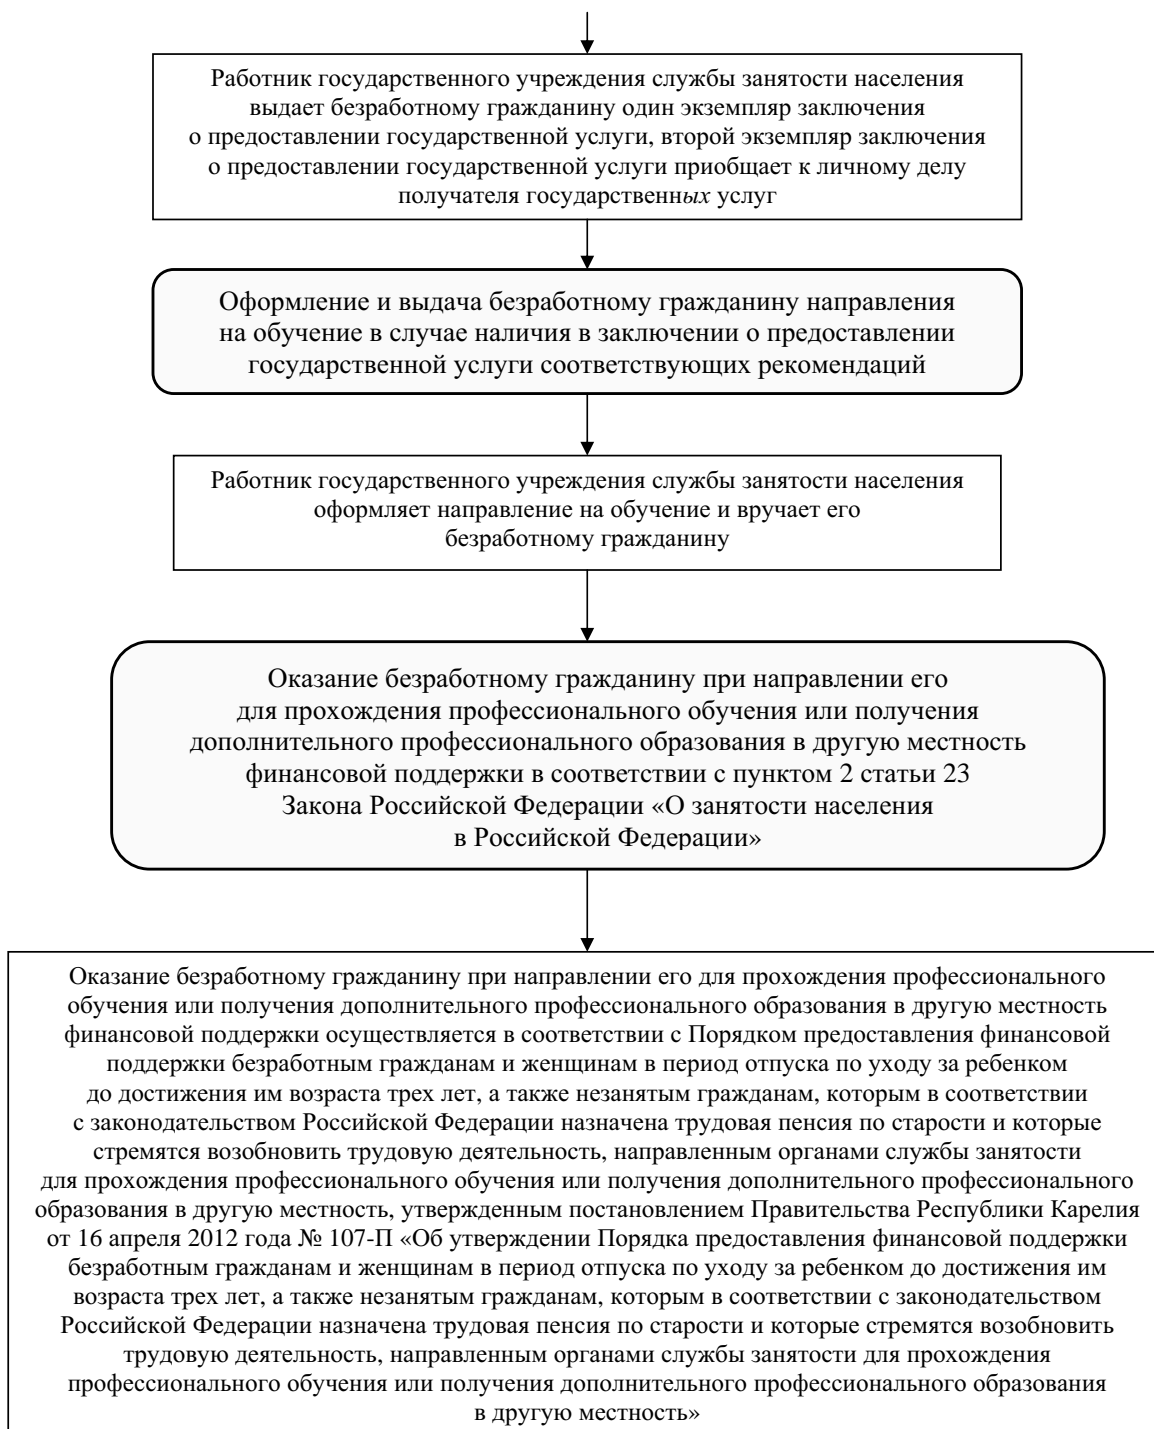 Работник государственного учреждения службы занятости населения
выдает безработному гражданину один экземпляр заключения
о предоставлении государственной услуги, второй экземпляр заключения
о предоставлении государственной услуги приобщает к личному делу
получателя государственных услуг
Оформление и выдача безработному гражданину направления
на обучение в случае наличия в заключении о предоставлении
государственной услуги соответствующих рекомендаций
Работник государственного учреждения службы занятости населения
оформляет направление на обучение и вручает его
безработному гражданину
Оказание безработному гражданину при направлении его
для прохождения профессионального обучения или получения
дополнительного профессионального образования в другую местность
финансовой поддержки в соответствии с пунктом 2 статьи 23
Закона Российской Федерации «О занятости населения
в Российской Федерации»
Оказание безработному гражданину при направлении его для прохождения профессионального
обучения или получения дополнительного профессионального образования в другую местность
финансовой поддержки осуществляется в соответствии с Порядком предоставления финансовой
поддержки безработным гражданам и женщинам в период отпуска по уходу за ребенком
до достижения им возраста трех лет, а также незанятым гражданам, которым в соответствии
с законодательством Российской Федерации назначена трудовая пенсия по старости и которые
стремятся возобновить трудовую деятельность, направленным органами службы занятости
для прохождения профессионального обучения или получения дополнительного профессионального
образования в другую местность, утвержденным постановлением Правительства Республики Карелия
от 16 апреля 2012 года № 107-П «Об утверждении Порядка предоставления финансовой поддержки
безработным гражданам и женщинам в период отпуска по уходу за ребенком до достижения им
возраста трех лет, а также незанятым гражданам, которым в соответствии с законодательством
Российской Федерации назначена трудовая пенсия по старости и которые стремятся возобновить
трудовую деятельность, направленным органами службы занятости для прохождения
профессионального обучения или получения дополнительного профессионального образования
в другую местность»